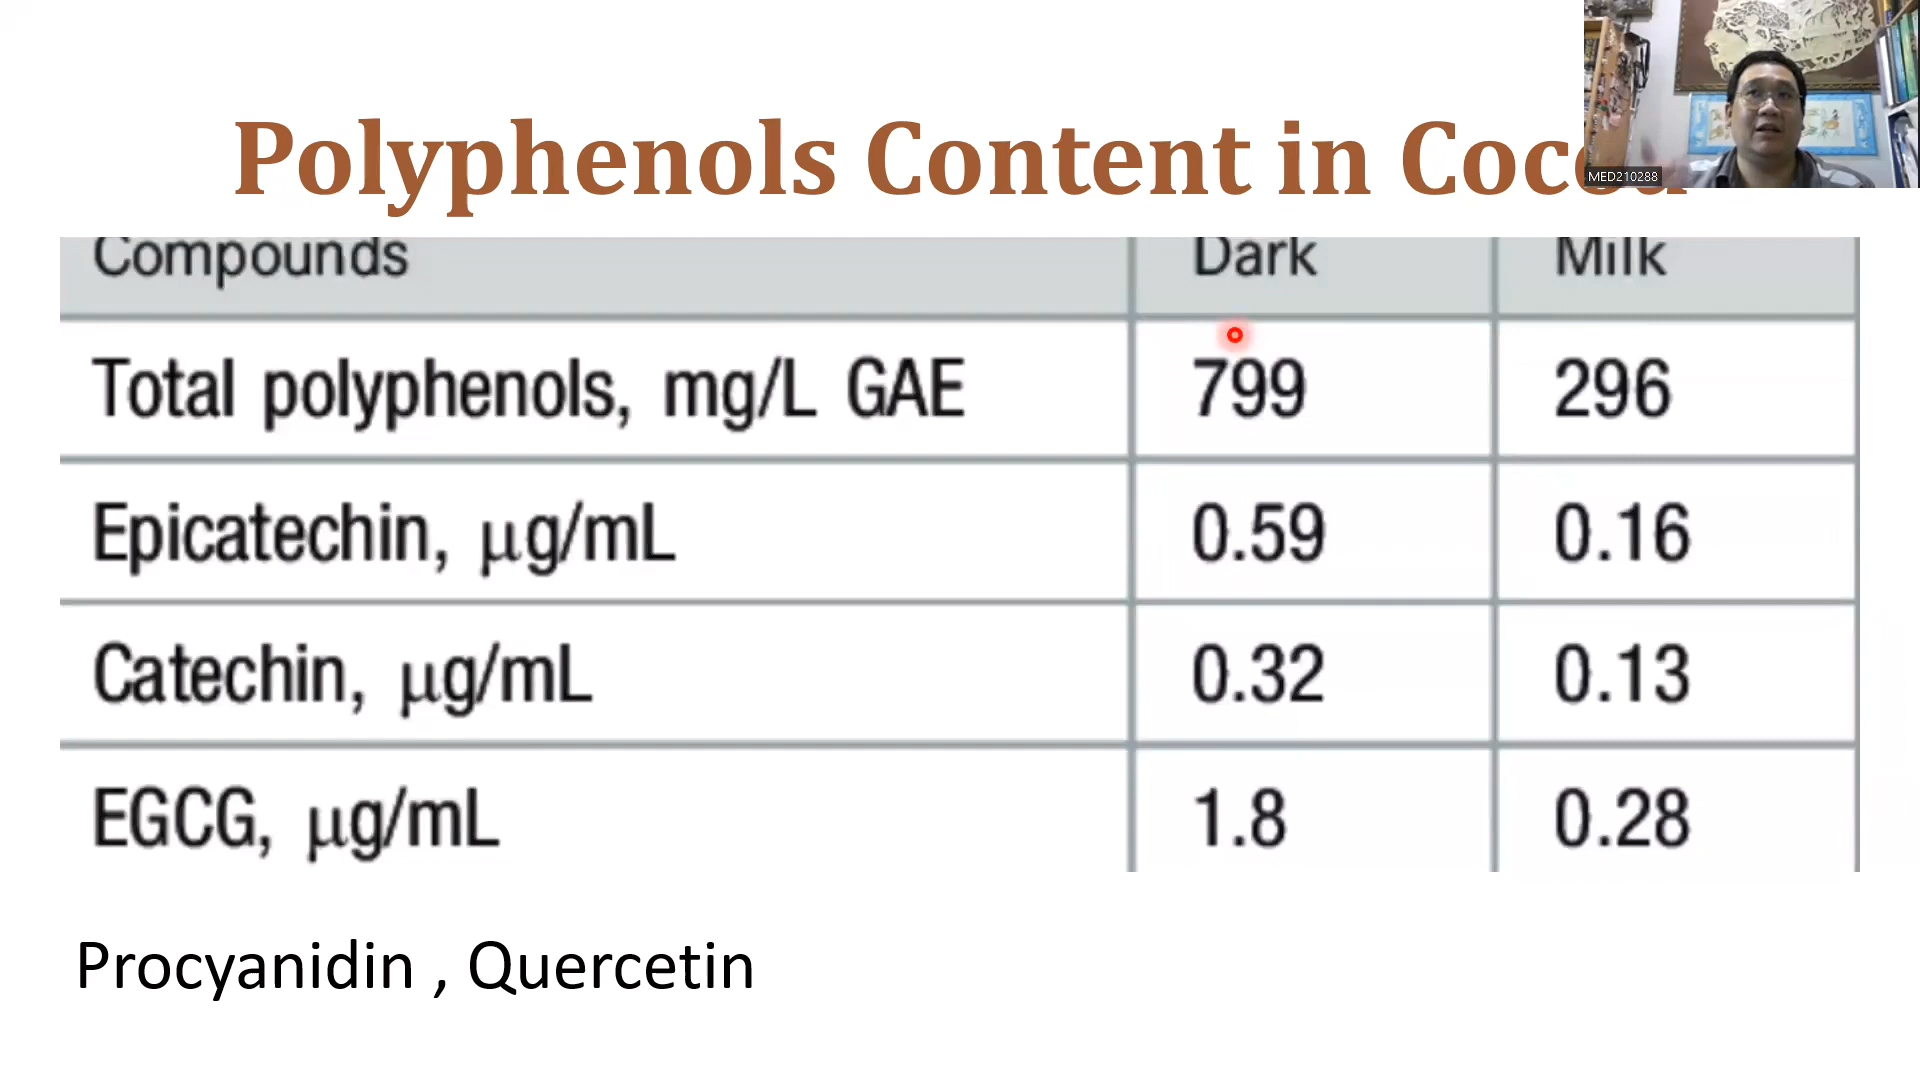 Polyphenols Content in Cocoa
MED210288
Compounds Dark Milk
Total polyphenols, mg/L GAE 799 296
Epicatechin, μg/mL 0.59 0.16
Catechin, μg/mL 0.32 0.13
EGCG, μg/mL 1.8 0.28
Procyanidin , Quercetin